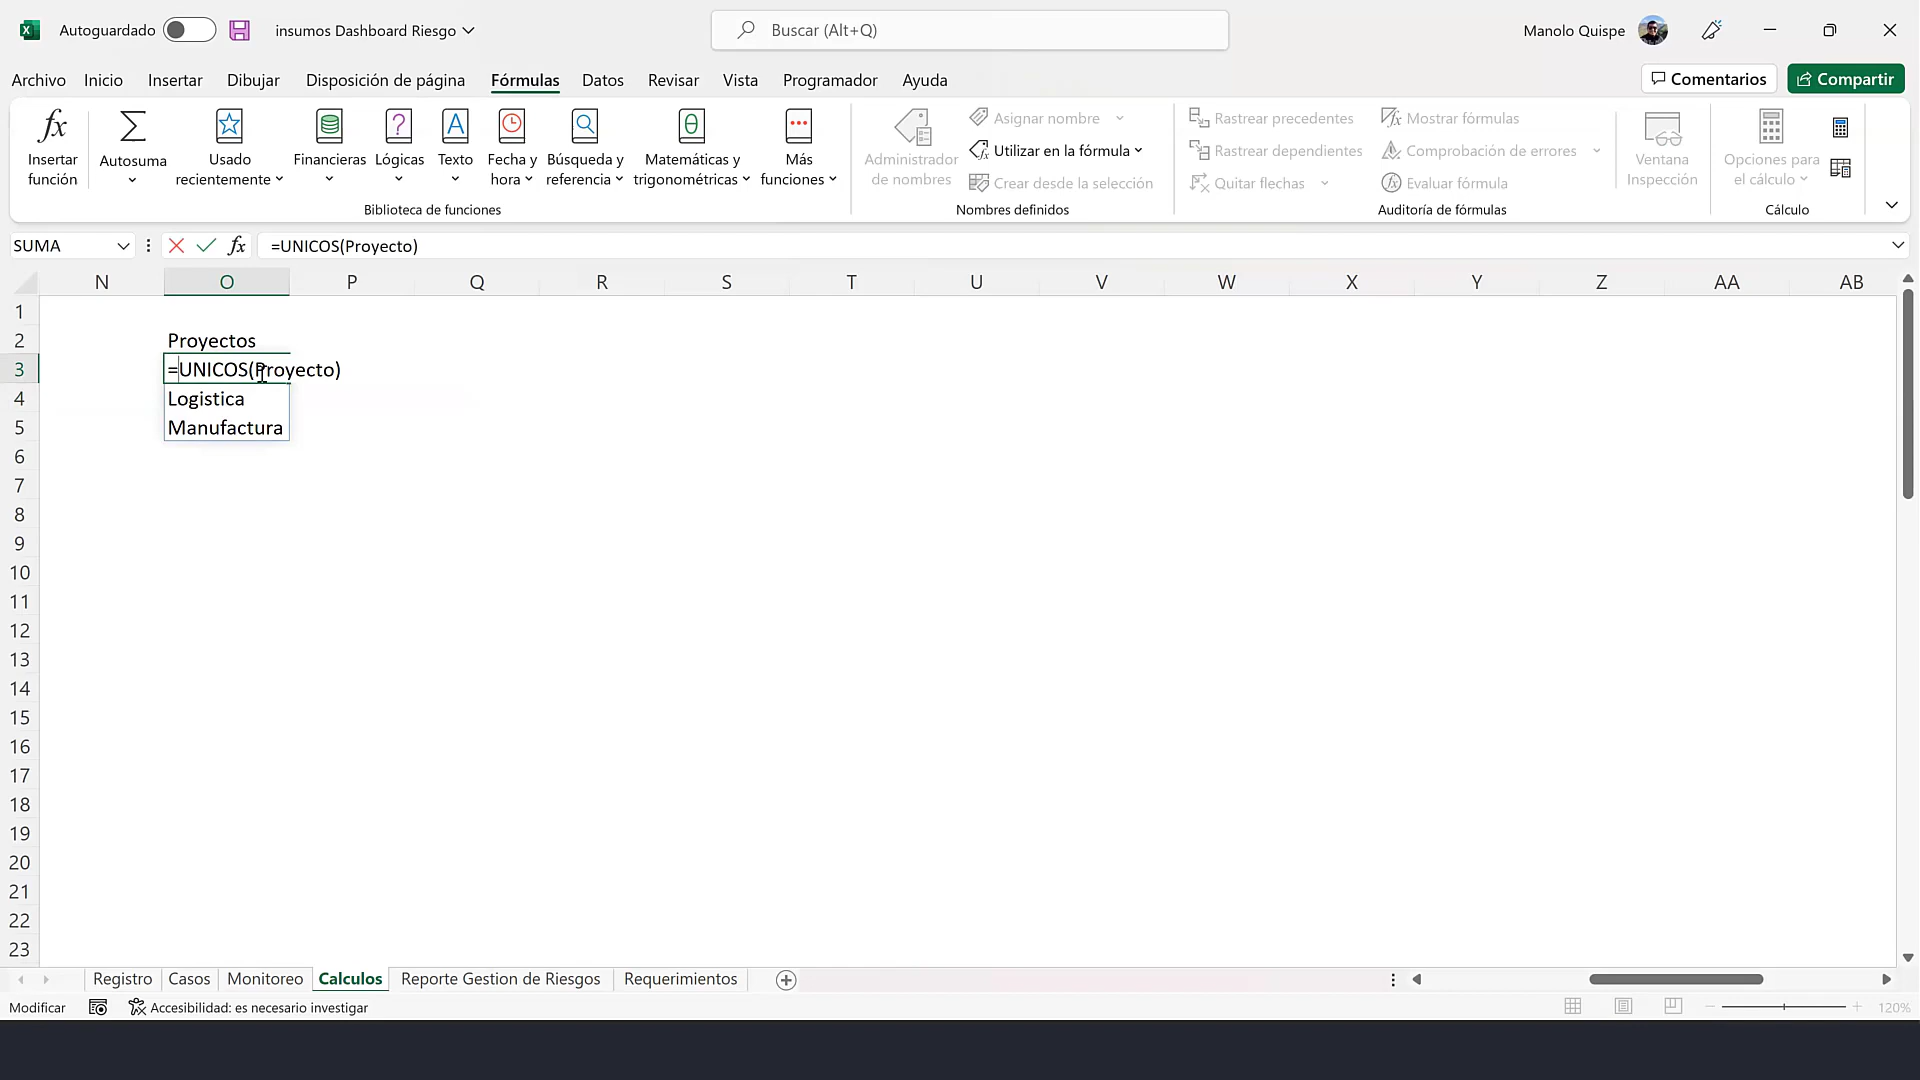 Autoguardado insumos Dashboard Riesgo Buscar (Alt+Q) Manolo Quispe
Archivo Inicio Insertar Dibujar Disposición de página Fórmulas Datos Revisar Vista Programador Ayuda Comentarios Compartir
Insertar función
Autosuma
Usado recientemente
Financieras
Lógicas
Texto
Fecha y hora
Búsqueda y referencia
Matemáticas y trigonométricas
Más funciones
Biblioteca de funciones
Administrador de nombres
Asignar nombre
Utilizar en la fórmula
Crear desde la selección
Nombres definidos
Rastrear precedentes
Rastrear dependientes
Quitar flechas
Mostrar fórmulas
Comprobación de errores
Evaluar fórmula
Auditoría de fórmulas
Ventana Inspección
Opciones para el cálculo
Cálculo
SUMA fx =UNICOS(Proyecto)
N O P Q R S T U V W X Y Z AA AB
1
2 Proyectos
3 =UNICOS(Proyecto)
4 Logistica
5 Manufactura
6
7
8
9
10
11
12
13
14
15
16
17
18
19
20
21
22
23
Registro Casos Monitoreo Calculos Reporte Gestion de Riesgos Requerimientos
Modificar Accesibilidad: es necesario investigar 120%